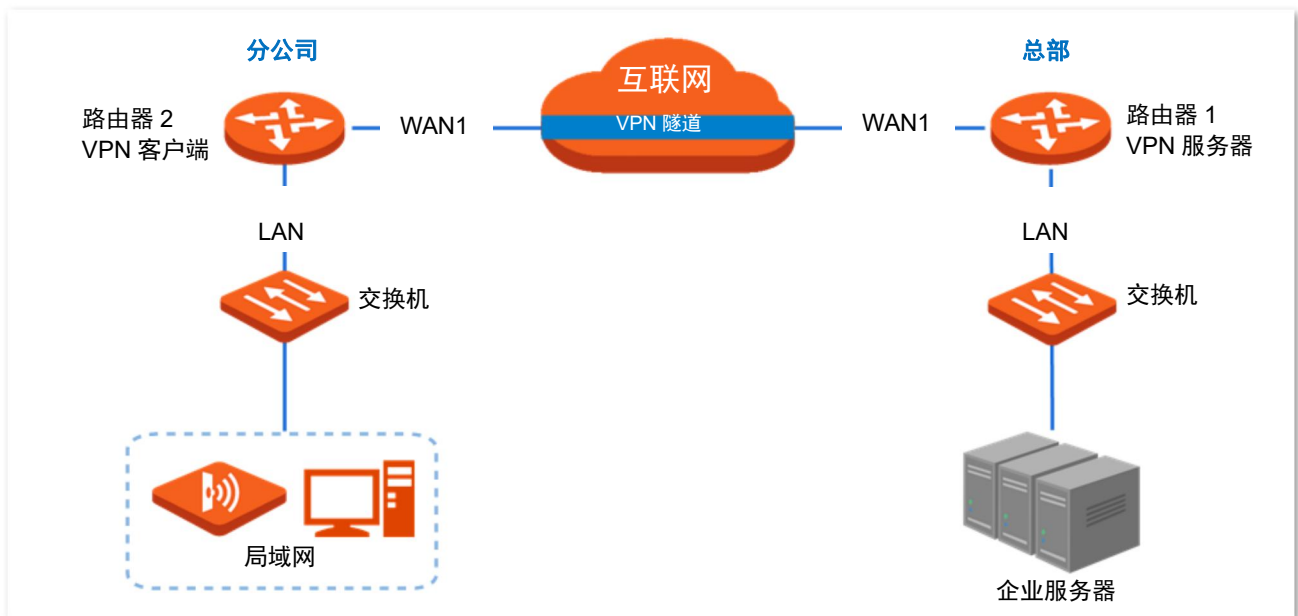 分公司
总部
互联网
VPN 隧道
路由器 2
VPN 客户端
WAN1
WAN1
路由器 1
VPN 服务器
LAN
LAN
交换机
交换机
局域网
企业服务器